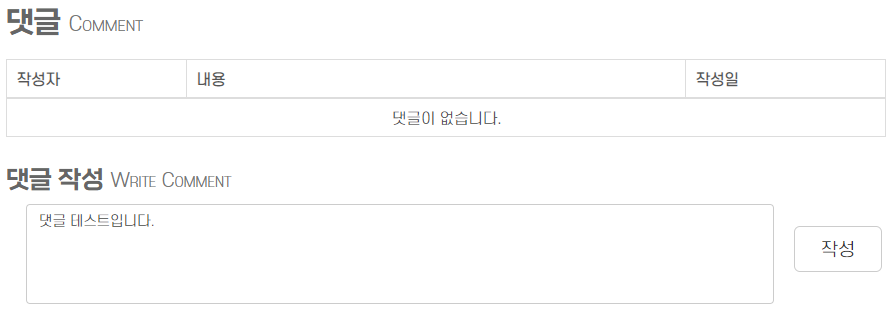 댓글 Comment
작성자 내용 작성일
댓글이 없습니다.
댓글 작성 Write Comment
댓글 테스트입니다.
작성